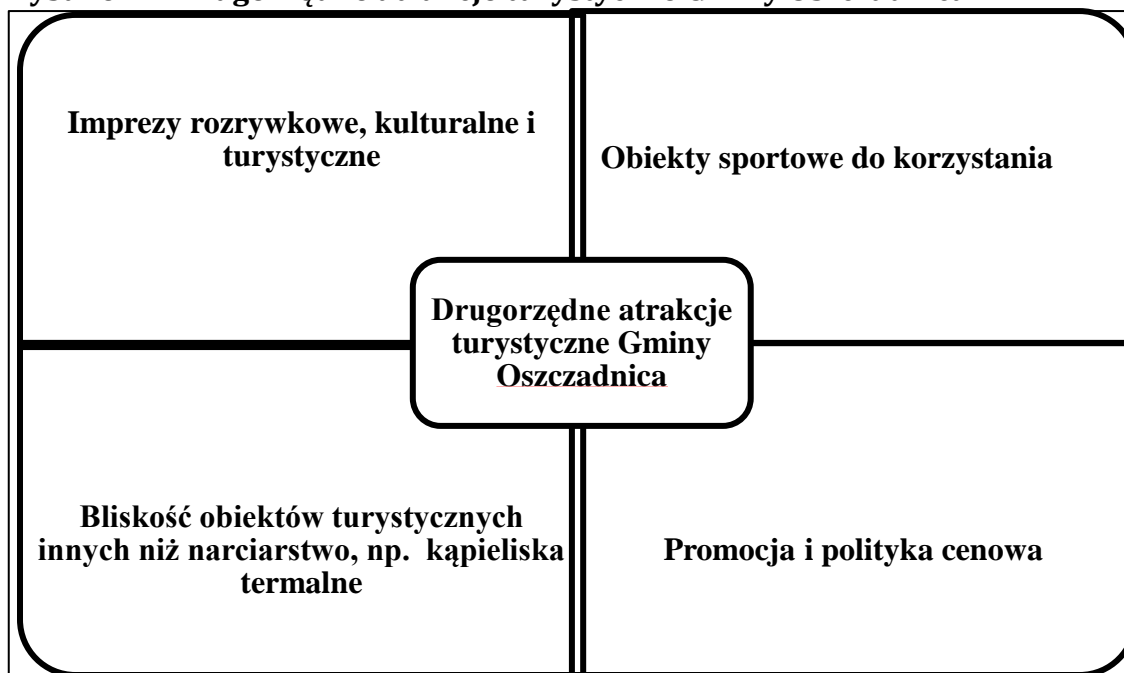 Imprezy rozrywkowe, kulturalne i
turystyczne
Obiekty sportowe do korzystania
Drugorzędne atrakcje
turystyczne Gminy
Oszczadnica
Bliskość obiektów turystycznych
innych niż narciarstwo, np. kąpieliska
termalne
Promocja i polityka cenowa